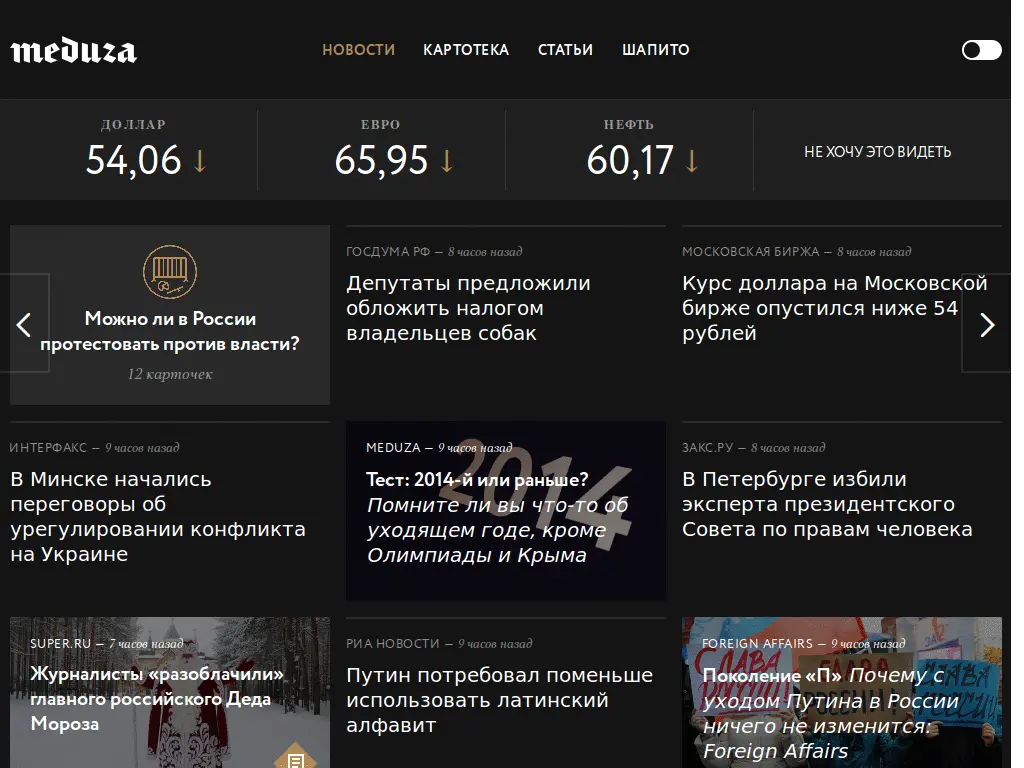 meduza
НОВОСТИ КАРТОТЕКА СТАТЬИ ШАПИТО
ДОЛЛАР
54,06 ↓
ЕВРО
65,95 ↓
НЕФТЬ
60,17 ↓
НЕ ХОЧУ ЭТО ВИДЕТЬ
Можно ли в России
протестовать против власти?
12 карточек
ГОСДУМА РФ — 8 часов назад
Депутаты предложили
обложить налогом
владельцев собак
МОСКОВСКАЯ БИРЖА — 8 часов назад
Курс доллара на Московской
бирже опустился ниже 54
рублей
ИНТЕРФАКС — 9 часов назад
В Минске начались
переговоры об
урегулировании конфликта
на Украине
MEDUZA — 9 часов назад
2014
Тест: 2014-й или раньше?
Помните ли вы что-то об
уходящем годе, кроме
Олимпиады и Крыма
ЗАКС.РУ — 8 часов назад
В Петербурге избили
эксперта президентского
Совета по правам человека
SUPER.RU — 7 часов назад
Журналисты «разоблачили»
главного российского Деда
Мороза
РИА НОВОСТИ — 9 часов назад
Путин потребовал поменьше
использовать латинский
алфавит
FOREIGN AFFAIRS — 9 часов назад
Поколение «П» Почему с
уходом Путина в России
ничего не изменится:
Foreign Affairs